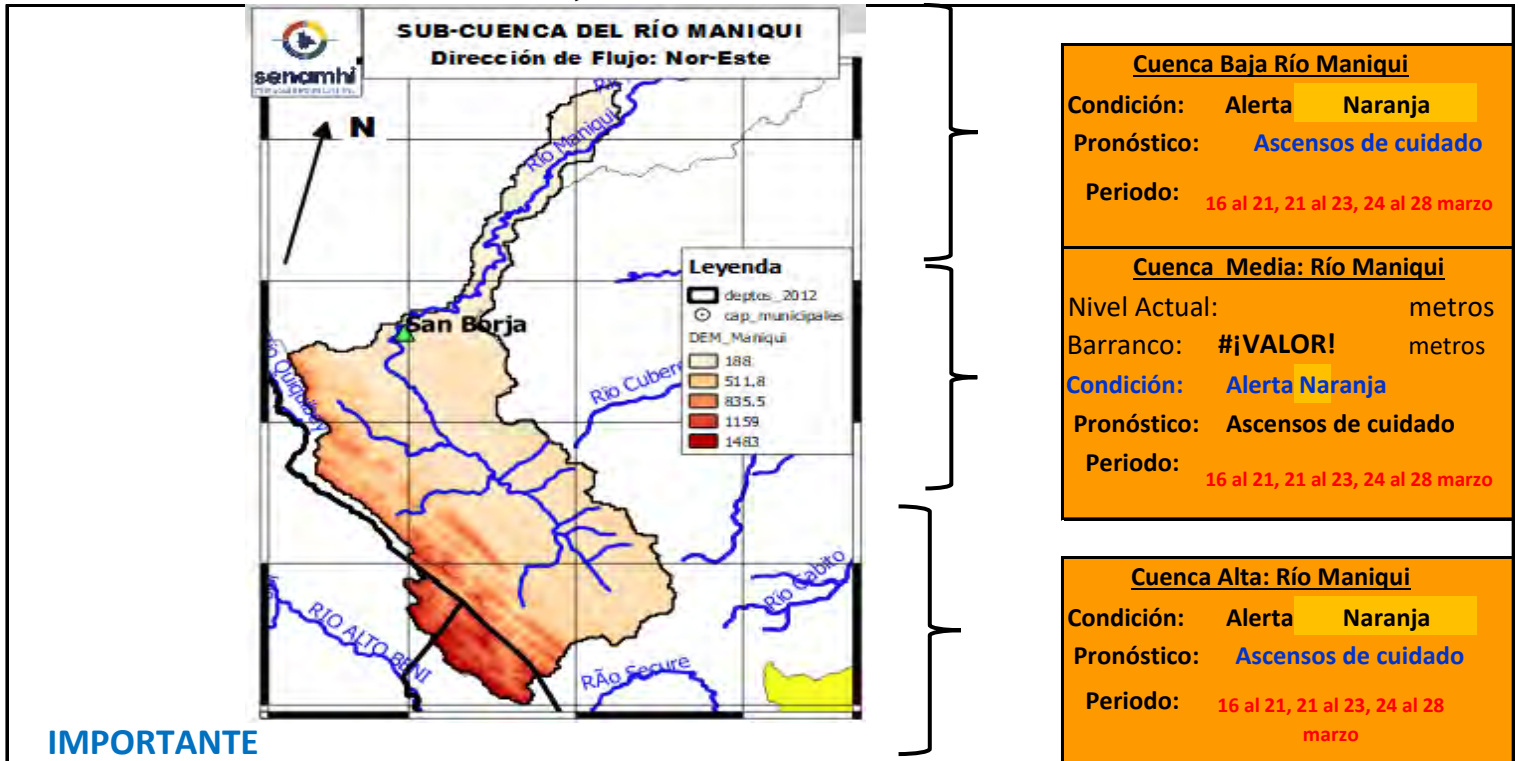 SUB-CUENCA DEL RÍO MANIQUI
Dirección de Flujo: Nor-Este
senamhi
N
Río Maniqui
San Borja
Río Quiquibey
Río Cubere
Leyenda
deptos_2012
cap_municipales
DEM_Maniqui
188
511.8
835.5
1159
1483
RIO ALTO BENI
RÃo Secure
Río Cabito
IMPORTANTE
Cuenca Baja Río Maniqui
Condición: Alerta Naranja
Pronóstico: Ascensos de cuidado
Periodo: 16 al 21, 21 al 23, 24 al 28 marzo
Cuenca Media: Río Maniqui
Nivel Actual: metros
Barranco: #¡VALOR! metros
Condición: Alerta Naranja
Pronóstico: Ascensos de cuidado
Periodo: 16 al 21, 21 al 23, 24 al 28 marzo
Cuenca Alta: Río Maniqui
Condición: Alerta Naranja
Pronóstico: Ascensos de cuidado
Periodo: 16 al 21, 21 al 23, 24 al 28
marzo